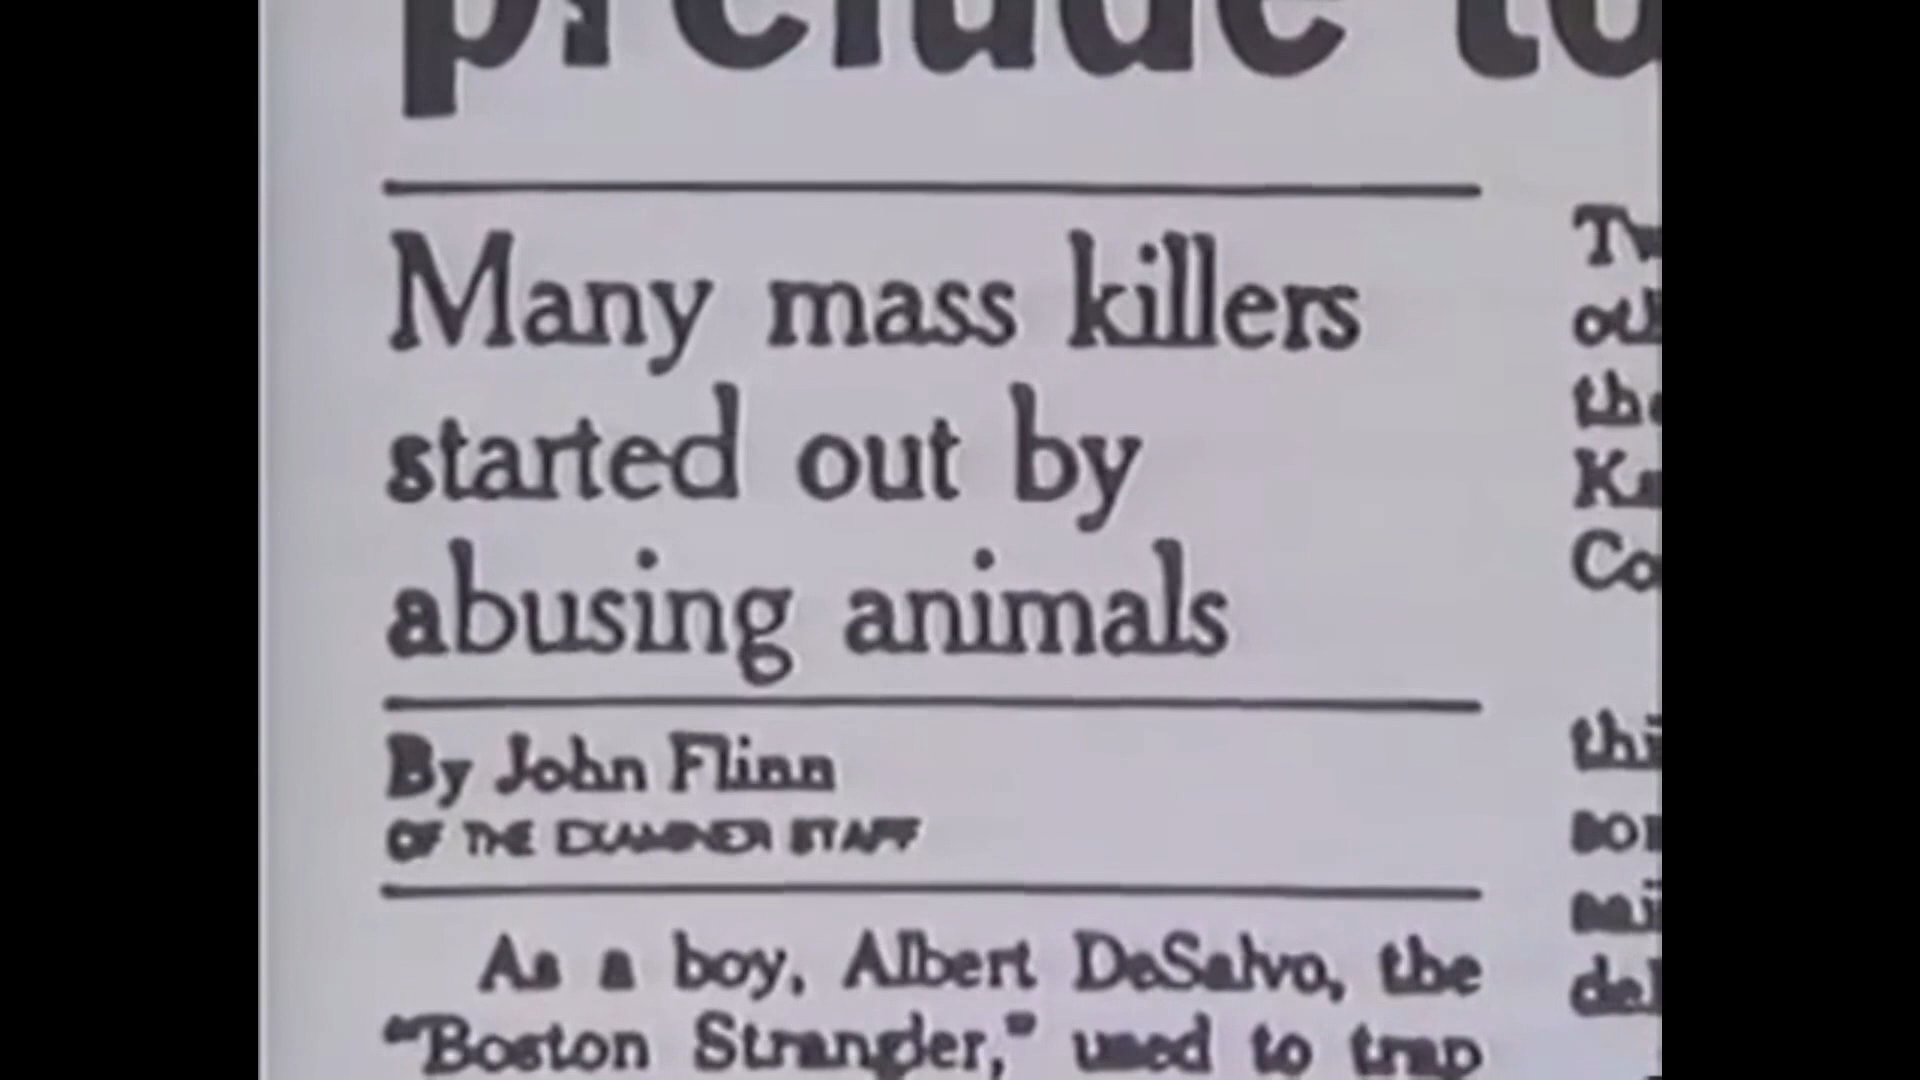 prelude to
Many mass killers
started out by
abusing animals
By John Flinn
OF THE EXAMINER STAFF
As a boy, Albert DeSalvo, the
"Boston Strangler," used to trap